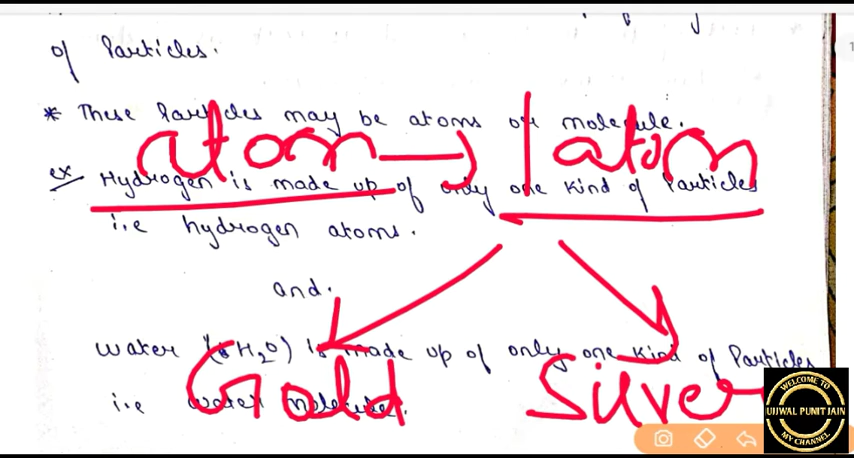 of Particles.
* These Particles may be atoms or molecule.
atom → 1 atom
ex Hydrogen is made up of only one kind of Particles
i.e hydrogen atoms.
and.
Water (H2O) is made up of only one kind of Particles
Gold Silver
i.e water molecules.
WELCOME TO
UJJWAL PUNIT JAIN
MY CHANNEL